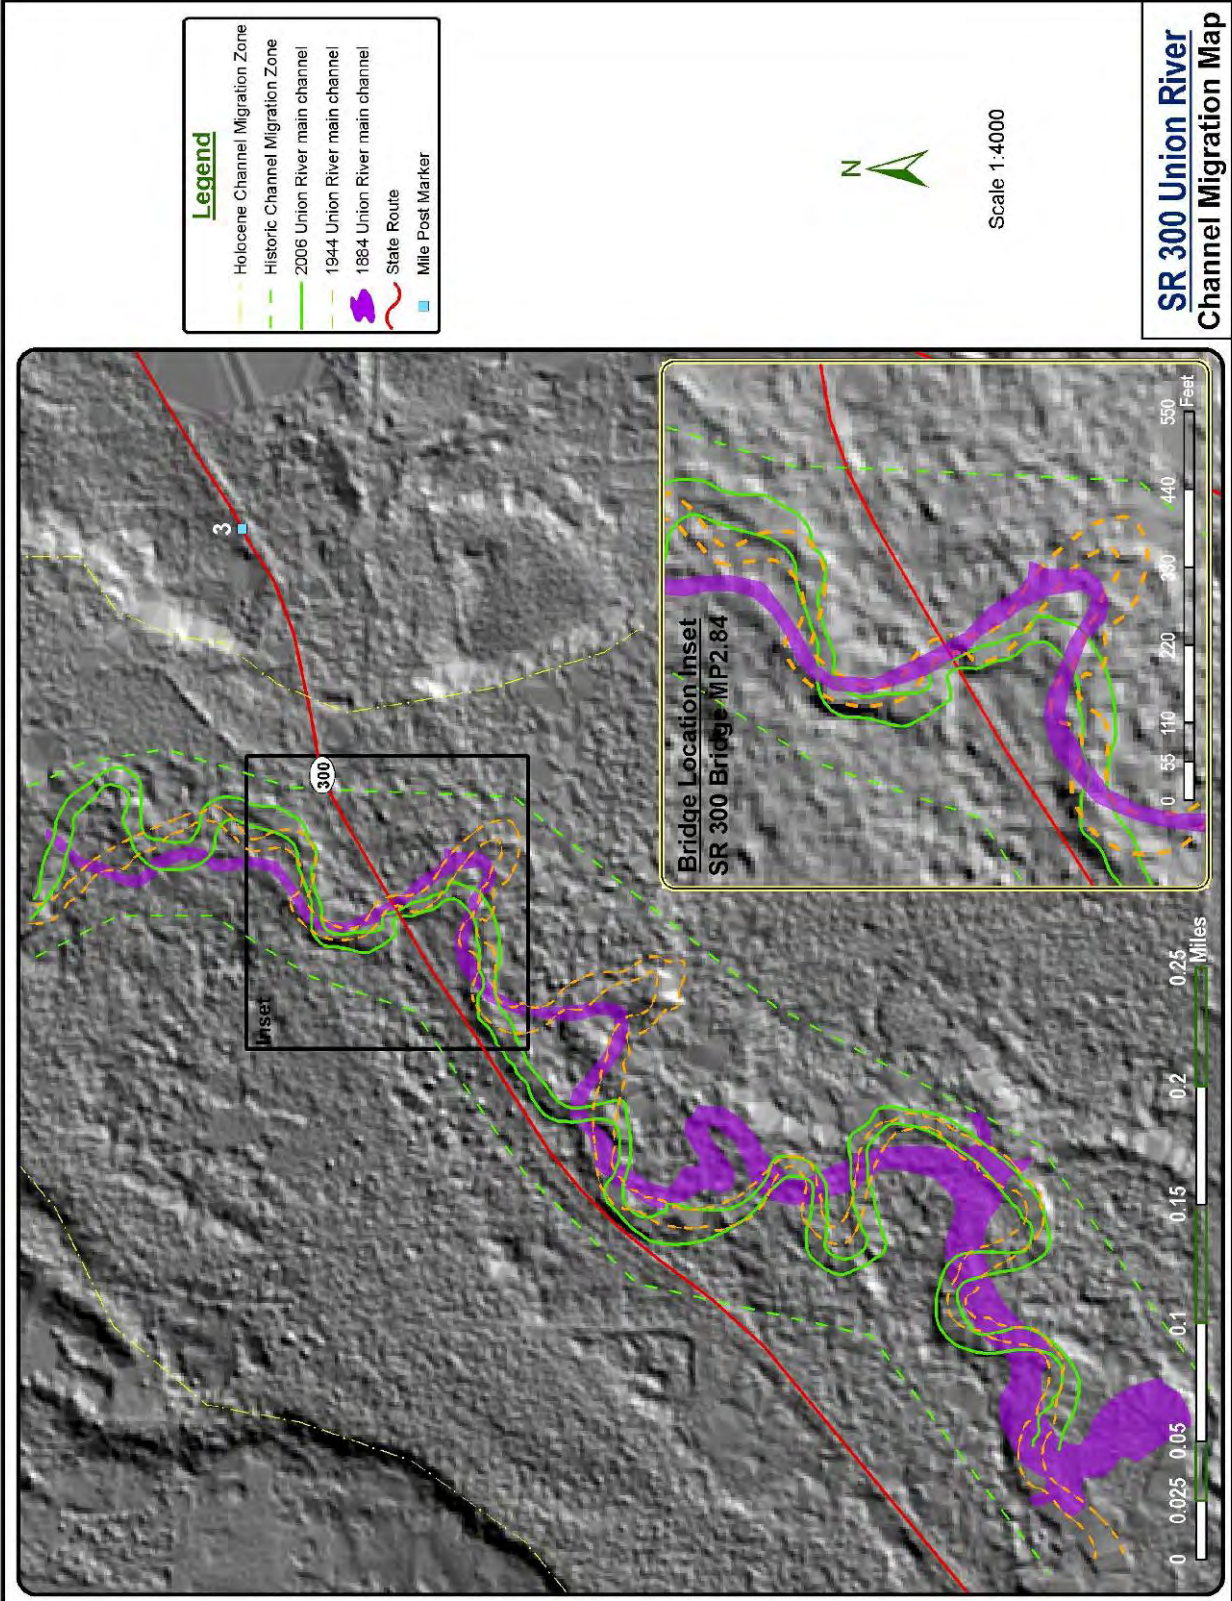 Legend
Holocene Channel Migration Zone
Historic Channel Migration Zone
2006 Union River main channel
1944 Union River main channel
1884 Union River main channel
State Route
Mile Post Marker
N
Scale 1:4000
SR 300 Union River
Channel Migration Map
3
300
Inset
Bridge Location Inset
SR 300 Bridge MP2.84
0 55 110 220 330 440 550
Feet
0 0.025 0.05 0.1 0.15 0.2 0.25
Miles